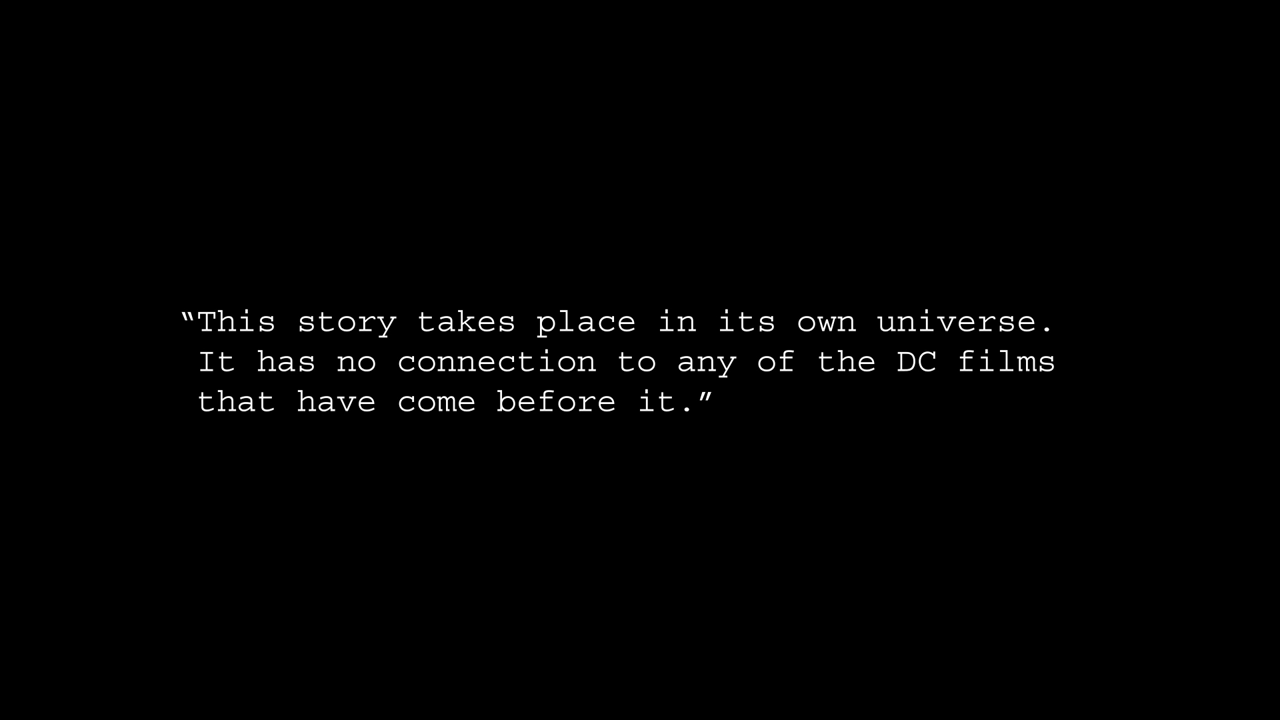 “This story takes place in its own universe.
It has no connection to any of the DC films
that have come before it.”